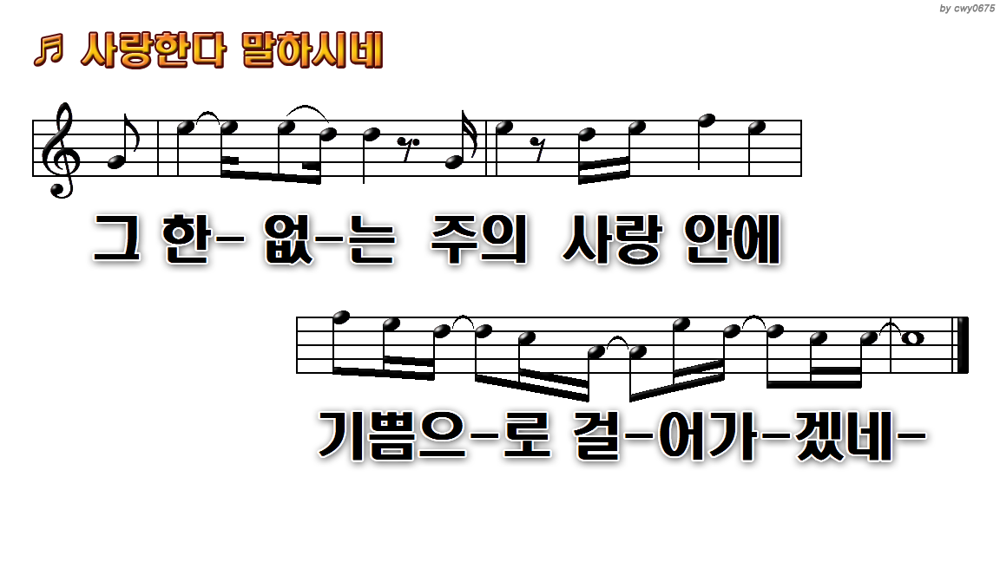 by cwy0675
♬ 사랑한다 말하시네
그 한- 없-는 주의 사랑 안에
기쁨으-로 걸-어가-겠네-